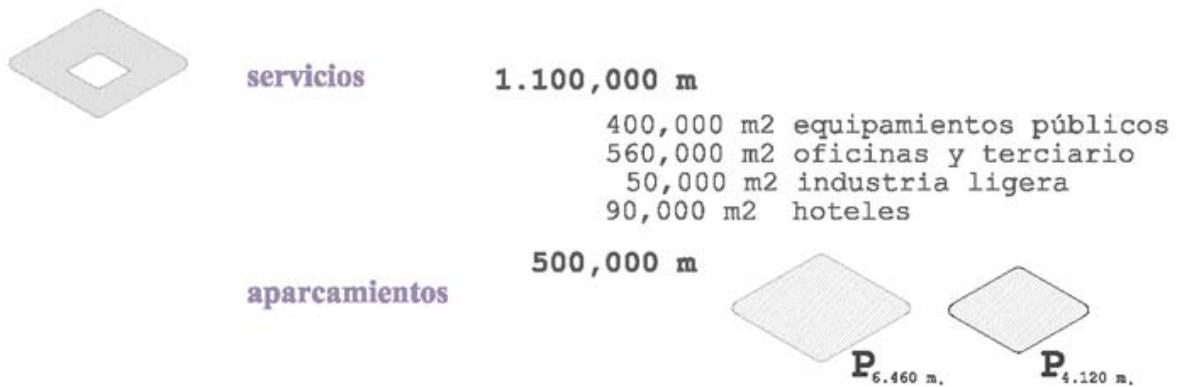 servicios 1.100,000 m
400,000 m2 equipamientos públicos
560,000 m2 oficinas y terciario
50,000 m2 industria ligera
90,000 m2 hoteles
500,000 m
aparcamientos
P6.460 m. P4.120 m.